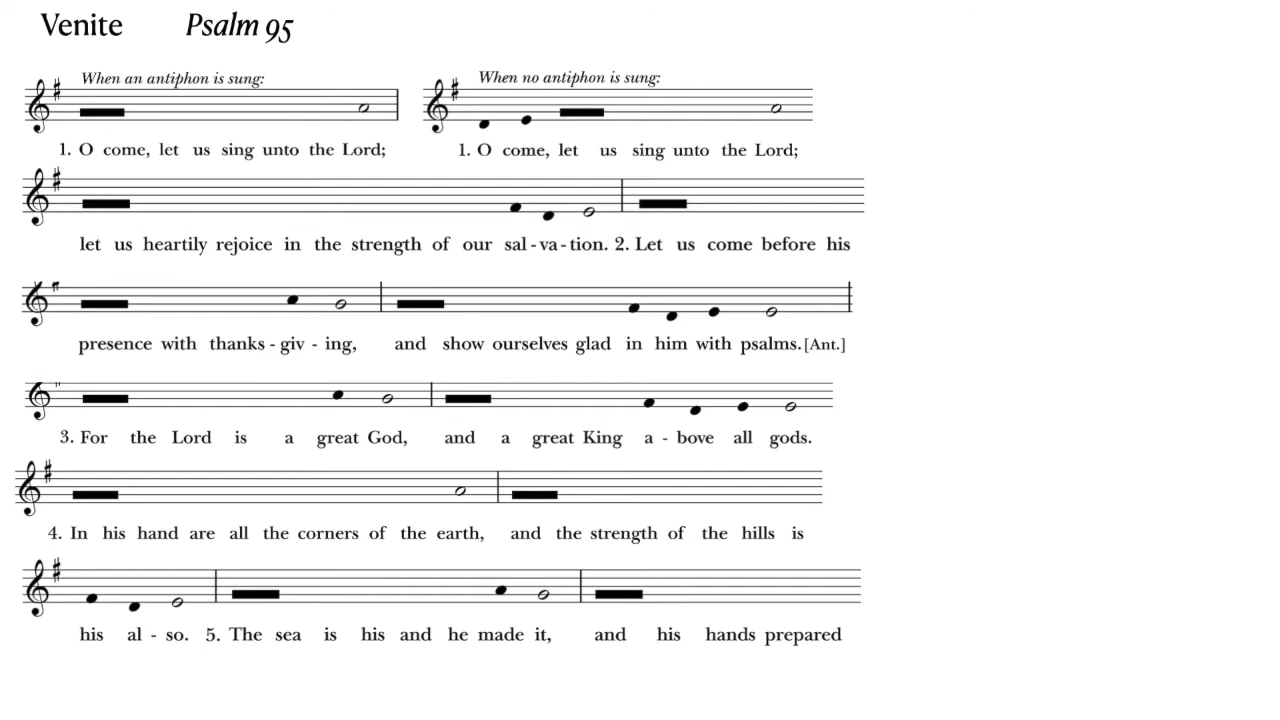 Venite Psalm 95
When an antiphon is sung: When no antiphon is sung:
1. O come, let us sing unto the Lord; 1. O come, let us sing unto the Lord;
let us heartily rejoice in the strength of our sal - va - tion. 2. Let us come before his
presence with thanks - giv - ing, and show ourselves glad in him with psalms. [Ant.]
3. For the Lord is a great God, and a great King a - bove all gods.
4. In his hand are all the corners of the earth, and the strength of the hills is
his al - so. 5. The sea is his and he made it, and his hands prepared